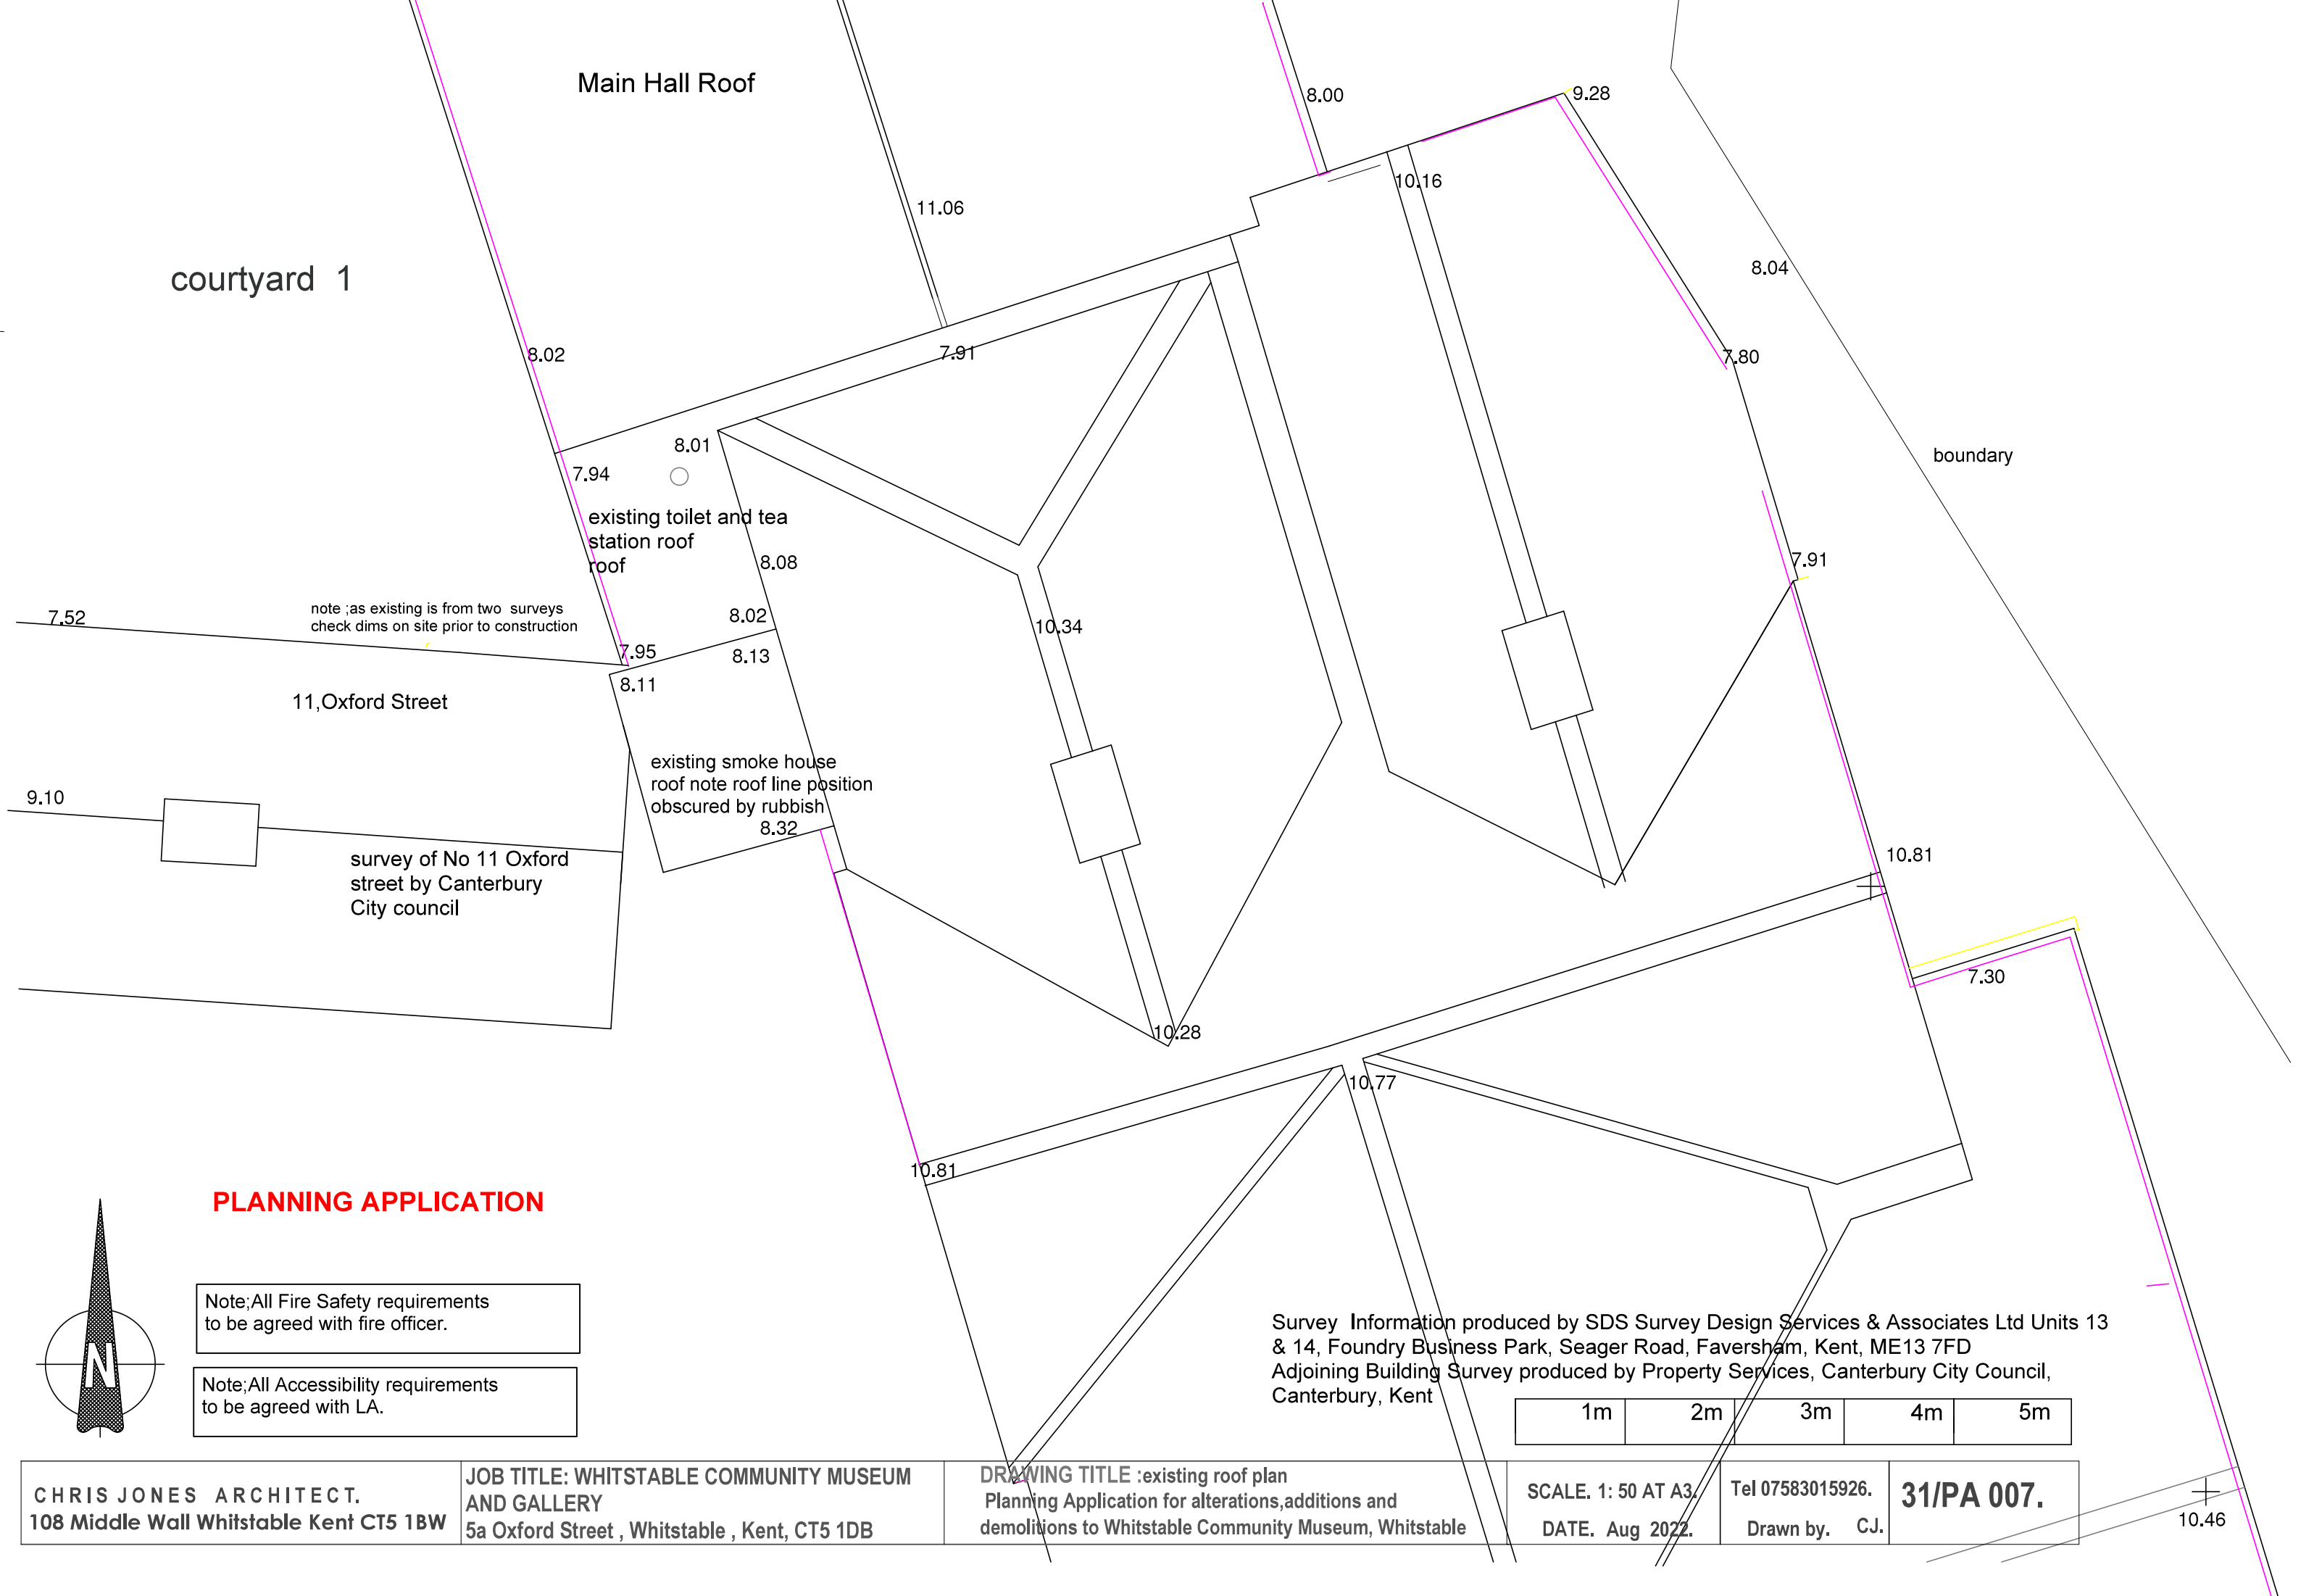 Main Hall Roof
8.00
9.28
10.16
11.06
courtyard 1
8.04
8.02
7.91
7.80
8.01
boundary
7.94
existing toilet and tea
station roof
roof
8.08
7.91
note ;as existing is from two surveys
check dims on site prior to construction
7.52
8.02
10.34
7.95
8.13
8.11
11,Oxford Street
existing smoke house
roof note roof line position
obscured by rubbish
8.32
9.10
survey of No 11 Oxford
street by Canterbury
City council
10.81
7.30
10.28
10.77
10.81
PLANNING APPLICATION
Note;All Fire Safety requirements
to be agreed with fire officer.
N
Note;All Accessibility requirements
to be agreed with LA.
Survey Information produced by SDS Survey Design Services & Associates Ltd Units 13
& 14, Foundry Business Park, Seager Road, Faversham, Kent, ME13 7FD
Adjoining Building Survey produced by Property Services, Canterbury City Council,
Canterbury, Kent
1m 2m 3m 4m 5m
CHRIS JONES ARCHITECT.
108 Middle Wall Whitstable Kent CT5 1BW
JOB TITLE: WHITSTABLE COMMUNITY MUSEUM
AND GALLERY
5a Oxford Street , Whitstable , Kent, CT5 1DB
DRAWING TITLE :existing roof plan
Planning Application for alterations,additions and
demolitions to Whitstable Community Museum, Whitstable
SCALE. 1: 50 AT A3.
DATE. Aug 2022.
Tel 07583015926.
Drawn by. CJ.
31/PA 007.
10.46